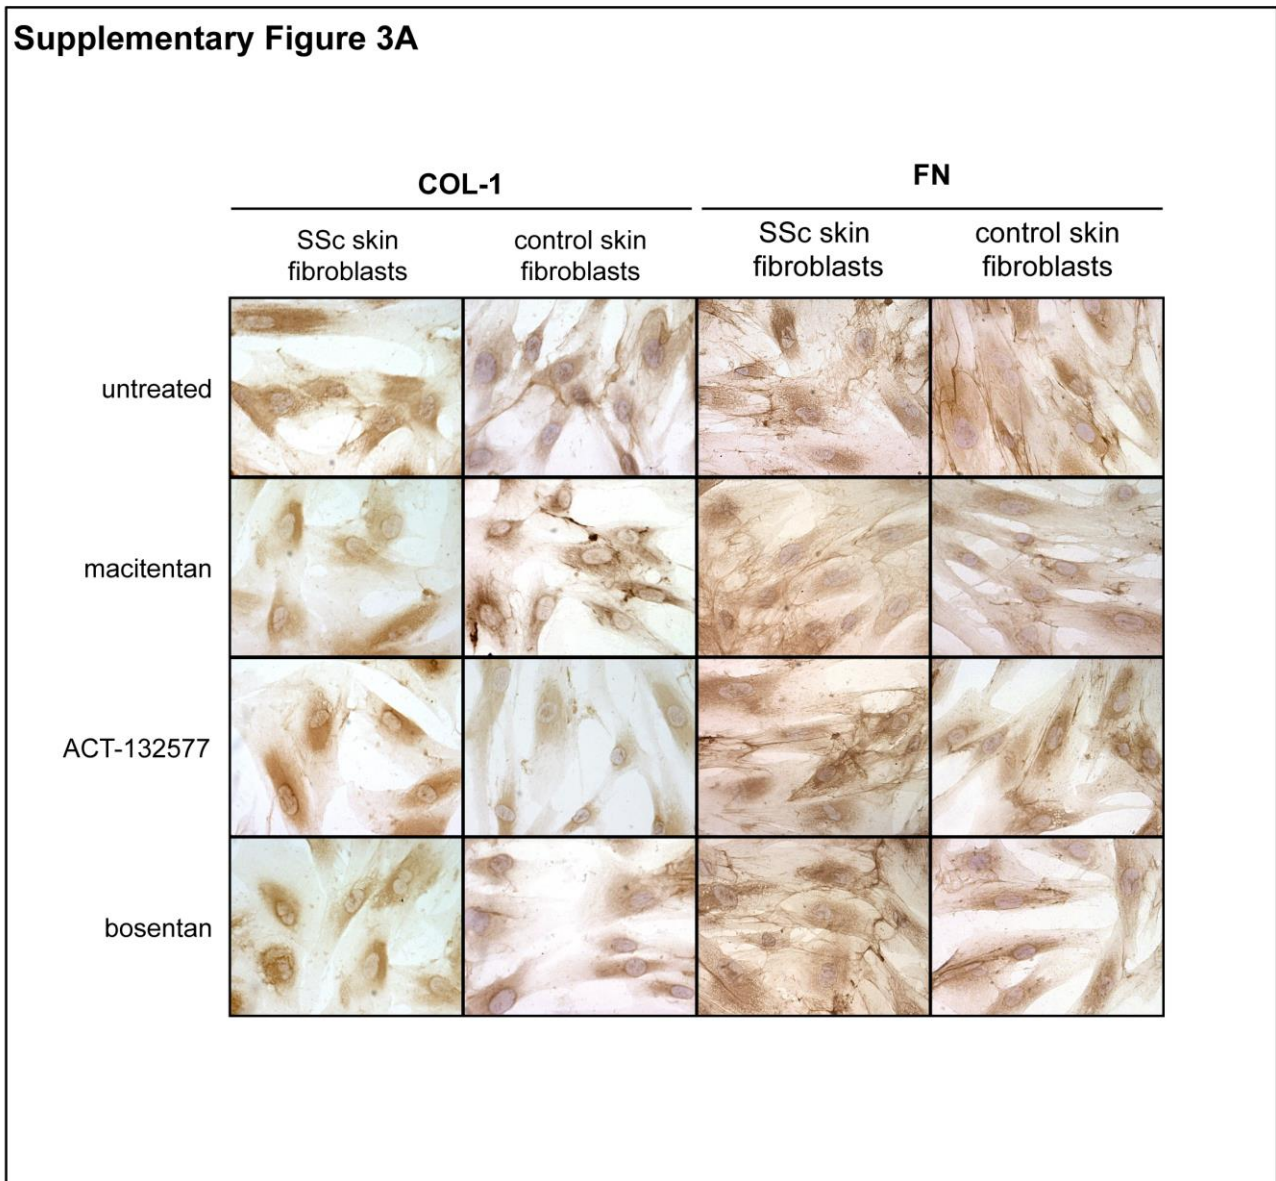 Supplementary Figure 3A
COL-1
FN
SSc skin
fibroblasts
control skin
fibroblasts
SSc skin
fibroblasts
control skin
fibroblasts
untreated
macitentan
ACT-132577
bosentan